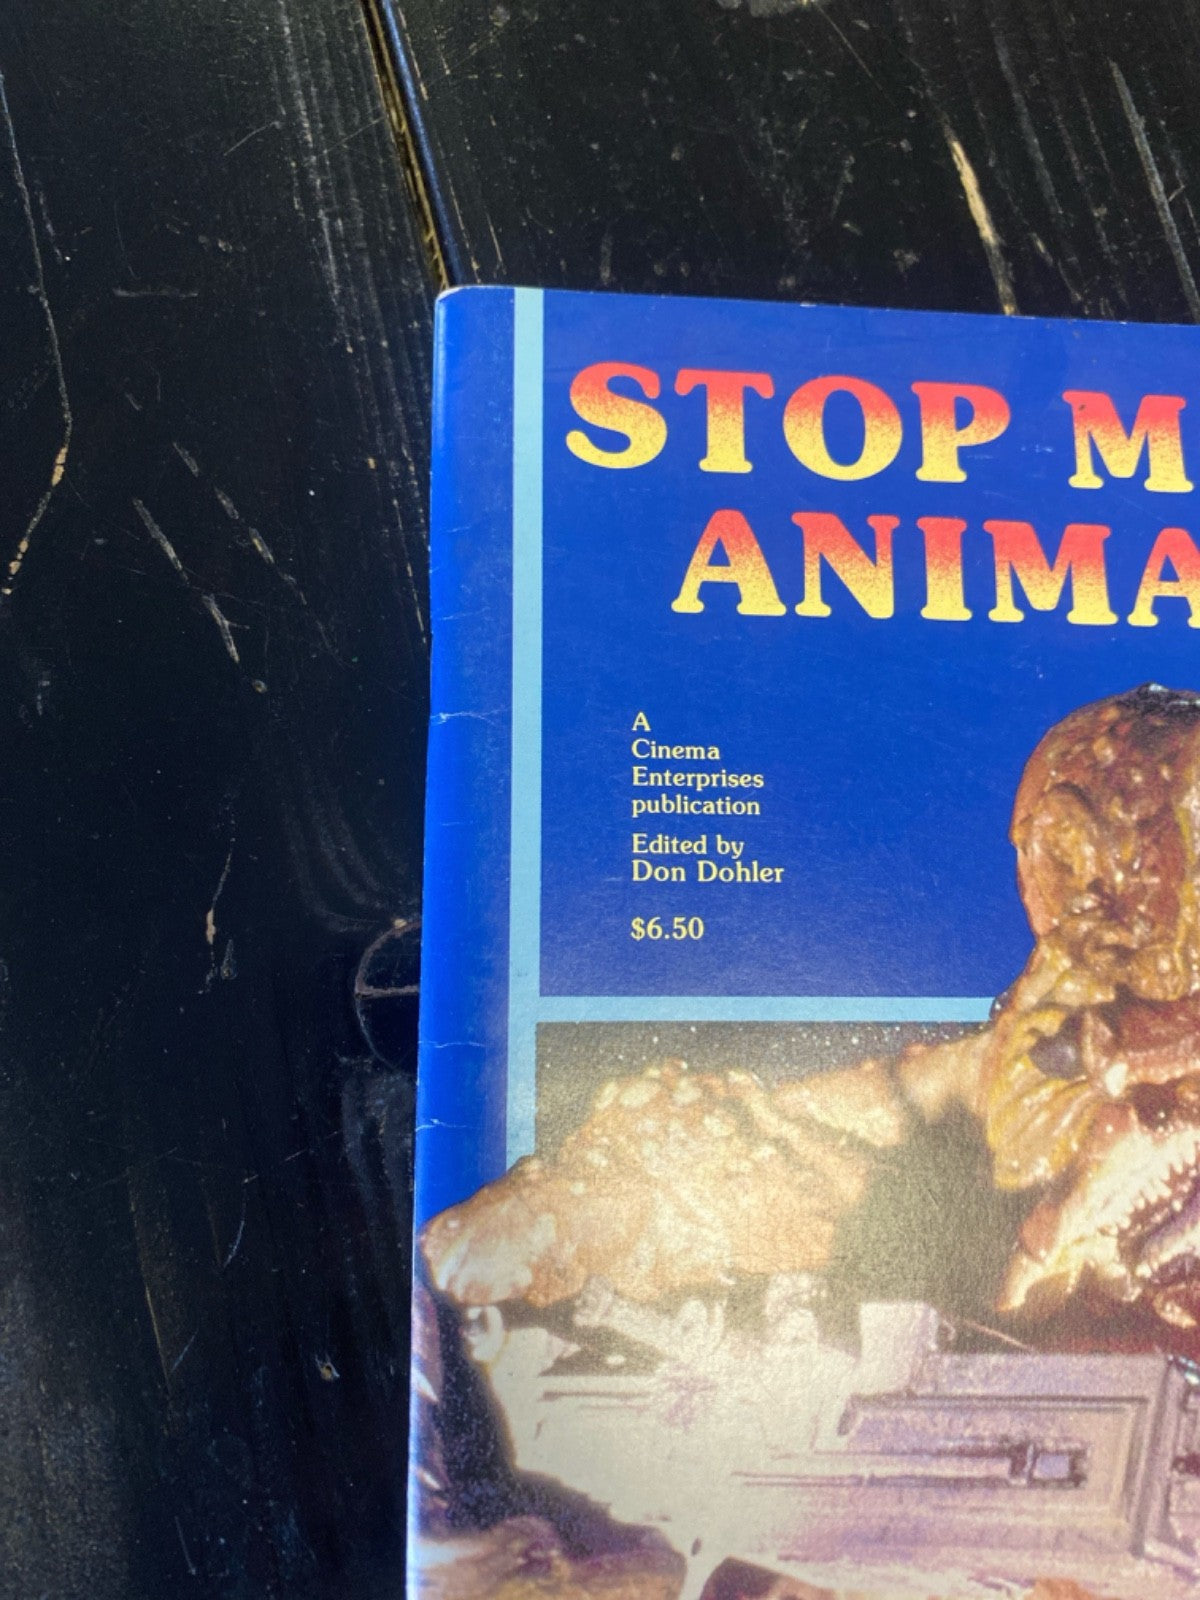 STOP M
ANIMA
A
Cinema
Enterprises
publication
Edited by
Don Dohler
$6.50